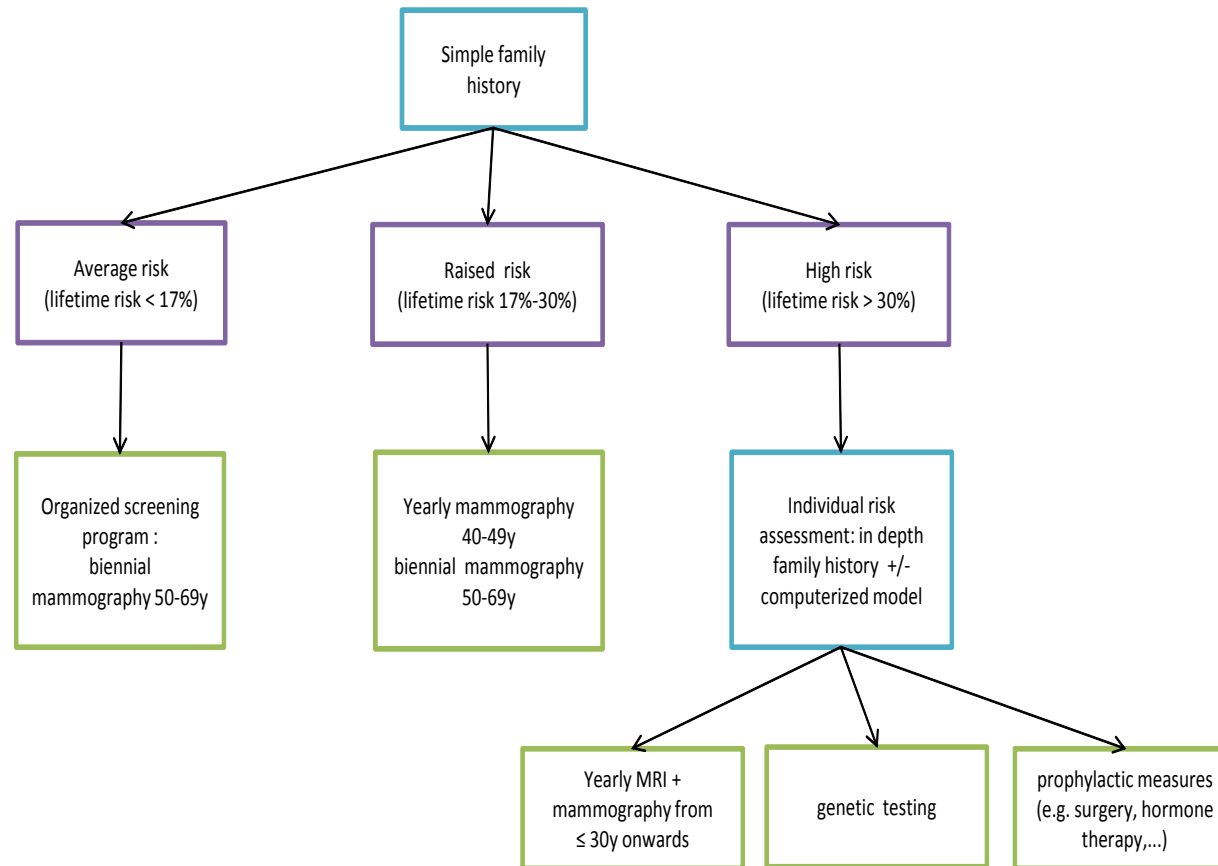 Simple family
history
Average risk
(lifetime risk < 17%)
Raised risk
(lifetime risk 17%-30%)
High risk
(lifetime risk > 30%)
Organized screening
program :
biennial
mammography 50-69y
Yearly mammography
40-49y
biennial mammography
50-69y
Individual risk
assessment: in depth
family history +/-
computerized model
Yearly MRI +
mammography from
≤ 30y onwards
genetic testing
prophylactic measures
(e.g. surgery, hormone
therapy,...)